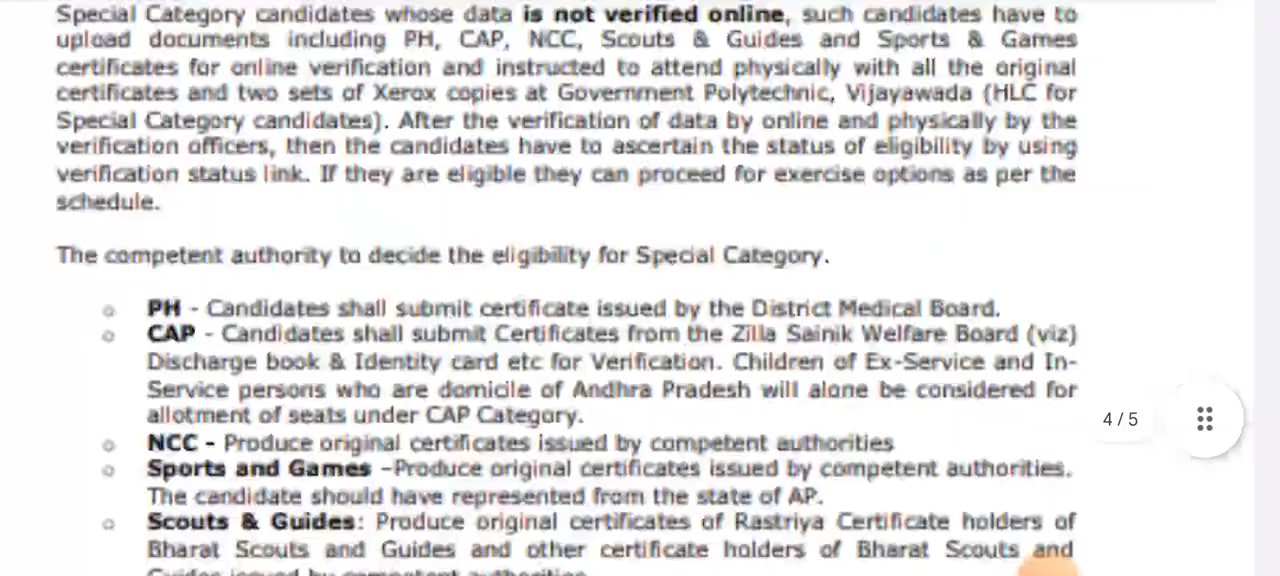 Special Category candidates whose data is not verified online, such candidates have to
upload documents including PH, CAP, NCC, Scouts & Guides and Sports & Games
certificates for online verification and instructed to attend physically with all the original
certificates and two sets of Xerox copies at Government Polytechnic, Vijayawada (HLC for
Special Category candidates). After the verification of data by online and physically by the
verification officers, then the candidates have to ascertain the status of eligibility by using
verification status link. If they are eligible they can proceed for exercise options as per the
schedule.
The competent authority to decide the eligibility for Special Category.
o PH - Candidates shall submit certificate issued by the District Medical Board.
o CAP - Candidates shall submit Certificates from the Zilla Sainik Welfare Board (viz)
Discharge book & Identity card etc for Verification. Children of Ex-Service and In-
Service persons who are domicile of Andhra Pradesh will alone be considered for
allotment of seats under CAP Category.
4 / 5
o NCC - Produce original certificates issued by competent authorities
o Sports and Games -Produce original certificates issued by competent authorities.
The candidate should have represented from the state of AP.
o Scouts & Guides: Produce original certificates of Rastriya Certificate holders of
Bharat Scouts and Guides and other certificate holders of Bharat Scouts and
Guides issued by competent authorities